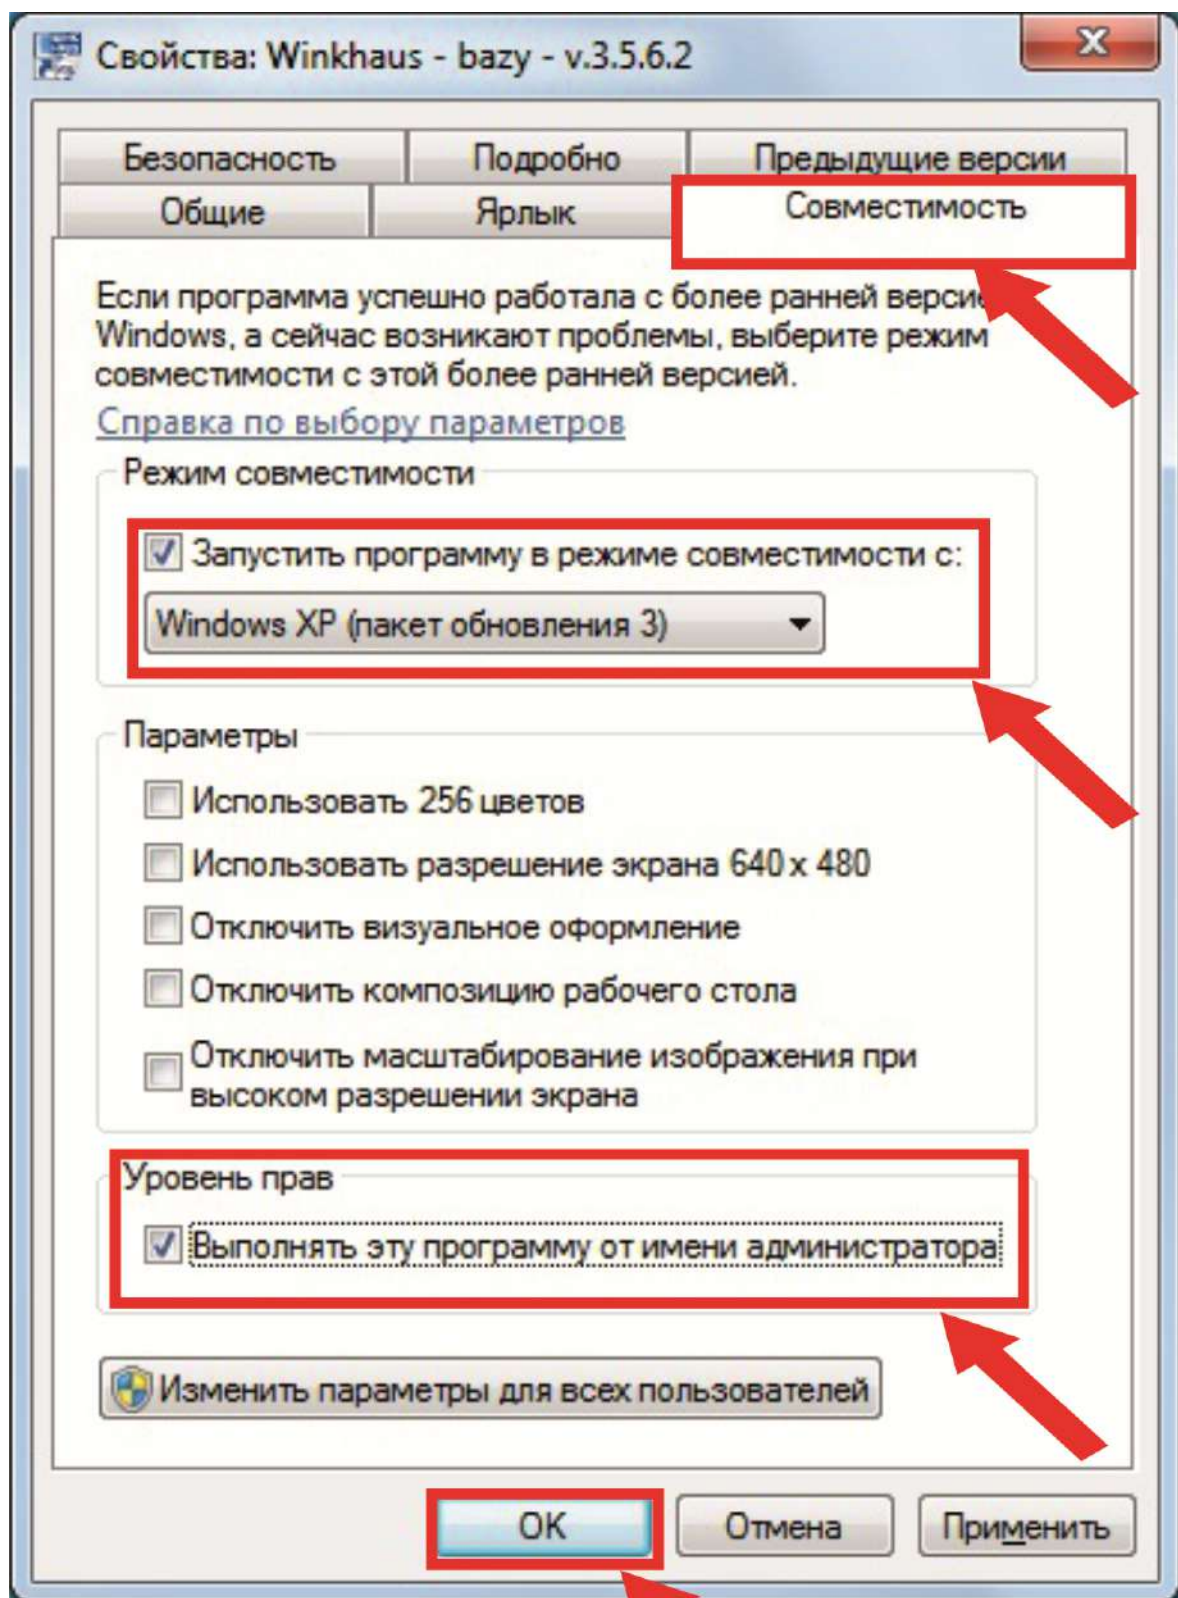 Свойства: Winkhaus - bazy - v.3.5.6.2
Безопасность Подробно Предыдущие версии
Общие Ярлык Совместимость
Если программа успешно работала с более ранней
Windows, а сейчас возникают проблемы, выберите режим
совместимости с этой более ранней версией.
Справка по выбору параметров
Режим совместимости
Запустить программу в режиме совместимости с:
Windows XP (пакет обновления 3)
Параметры
Использовать 256 цветов
Использовать разрешение экрана 640 x 480
Отключить визуальное оформление
Отключить композицию рабочего стола
Отключить масштабирование изображения при
высоком разрешении экрана
Уровень прав
Выполнять эту программу от имени администратора
Изменить параметры для всех пользователей
ОК Отмена Применить